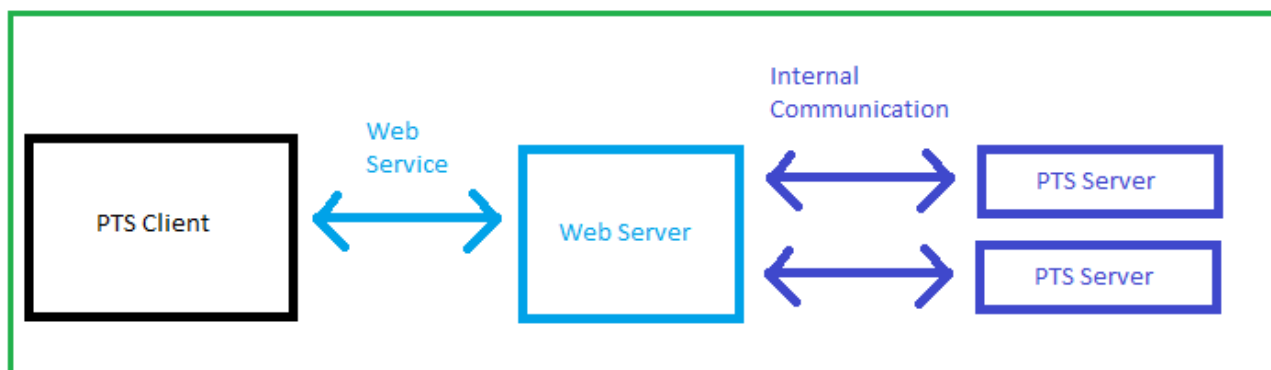 Internal
Communication
Web
Service
PTS Client
Web Server
PTS Server
PTS Server